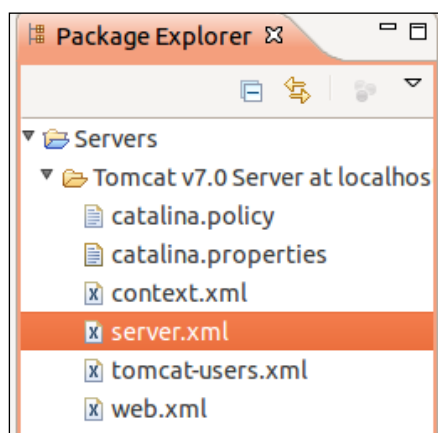 Package Explorer
Servers
Tomcat v7.0 Server at localhos
catalina.policy
catalina.properties
context.xml
server.xml
tomcat-users.xml
web.xml